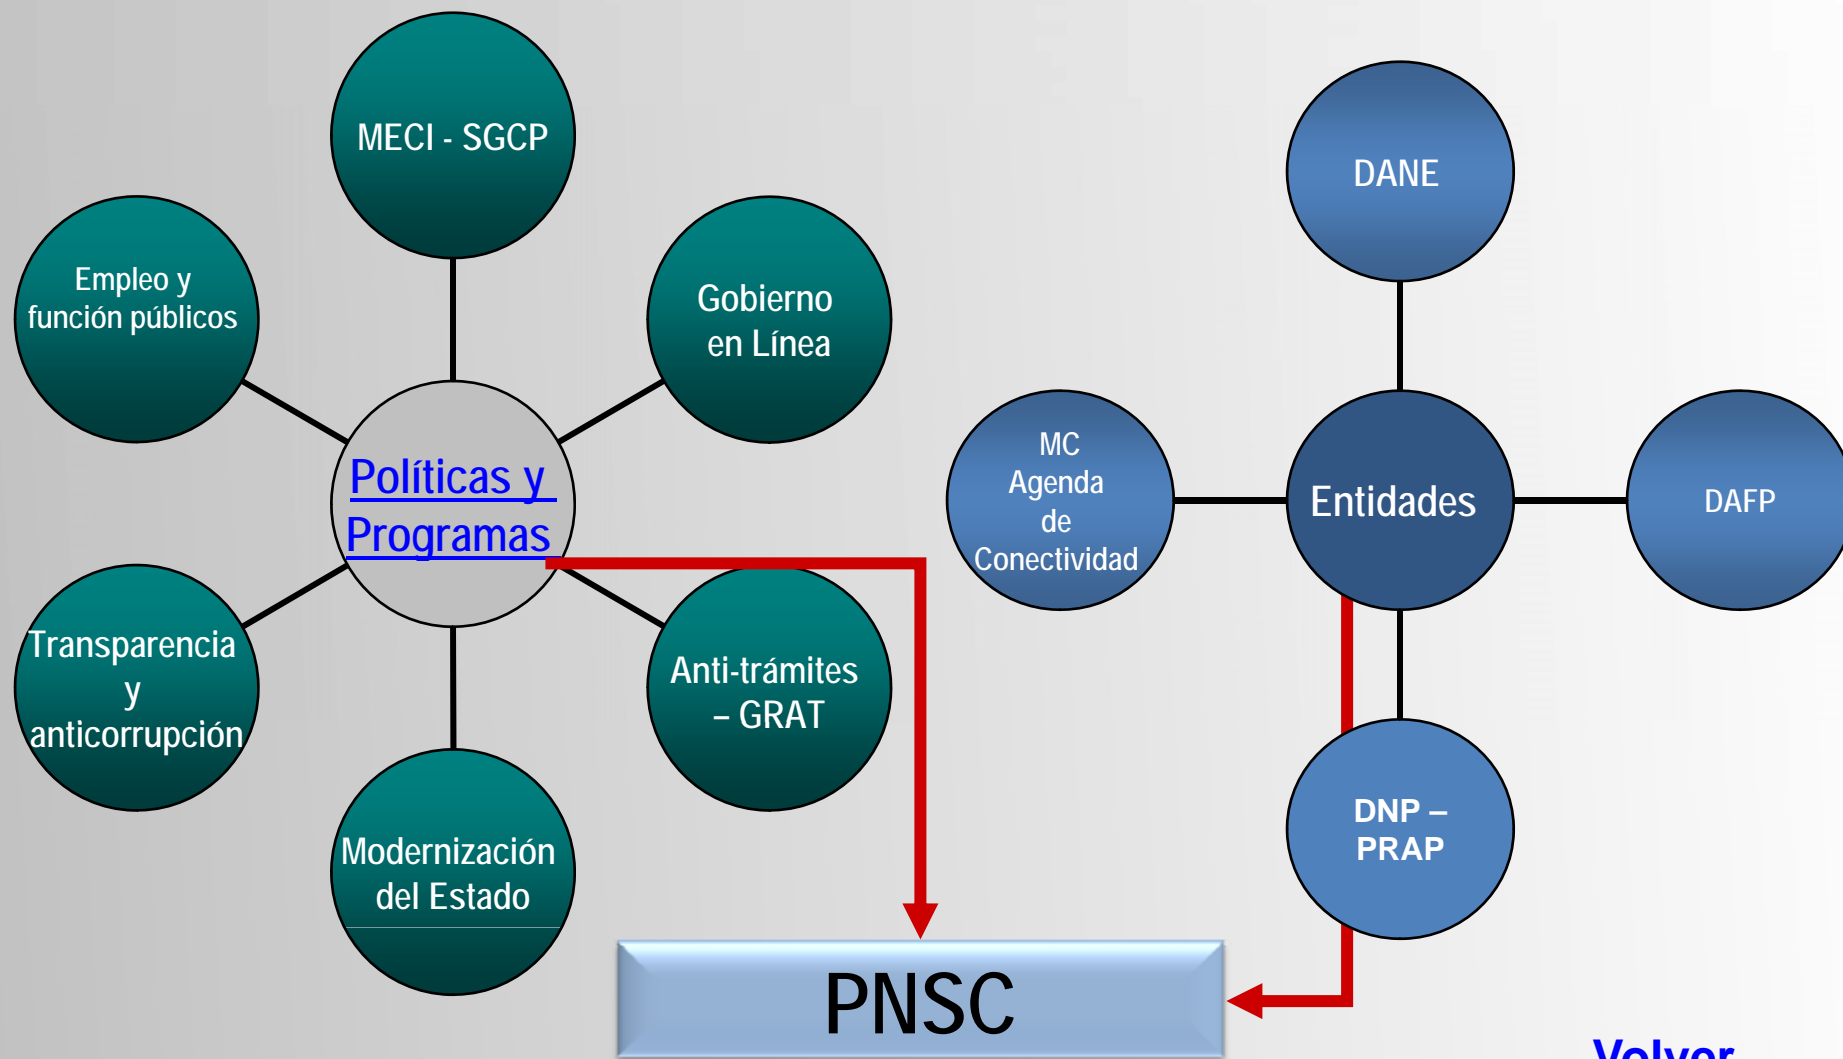 MECI - SGCP
Empleo y
función públicos
Gobierno
en Línea
Políticas y
Programas
Transparencia
y
anticorrupción
Anti-trámites
– GRAT
Modernización
del Estado
DANE
MC
Agenda
de
Conectividad
Entidades
DAFP
DNP –
PRAP
PNSC
Volver